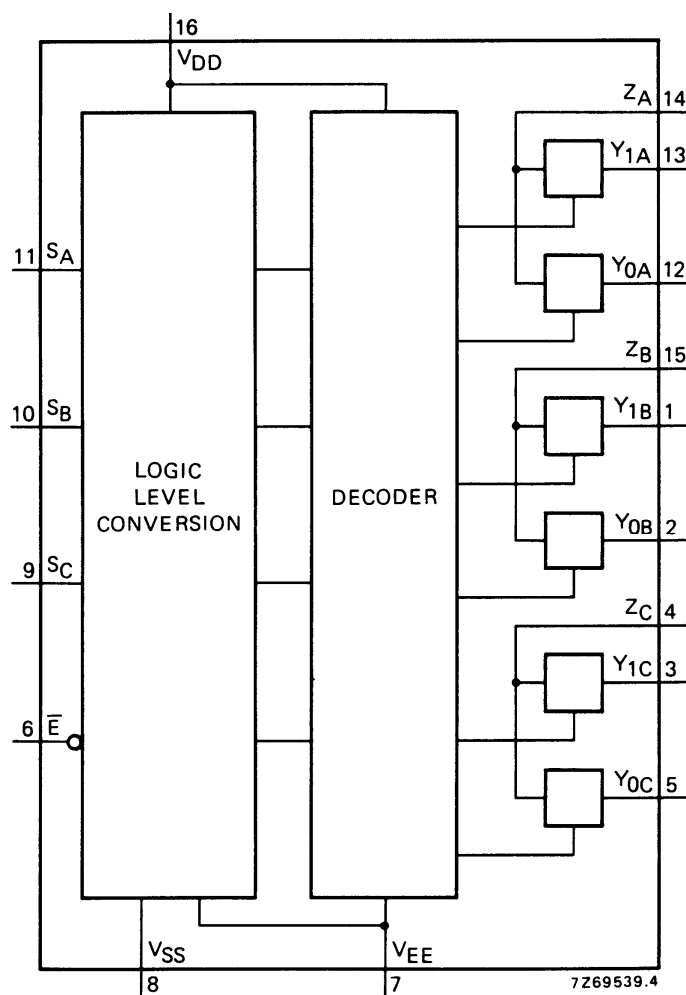 16
VDD
ZA 14
Y1A 13
11 SA
Y0A 12
ZB 15
10 SB
Y1B 1
LOGIC
LEVEL
CONVERSION
DECODER
Y0B 2
9 SC
ZC 4
Y1C 3
6 E̅
Y0C 5
VSS
VEE
8
7
7Z69539.4